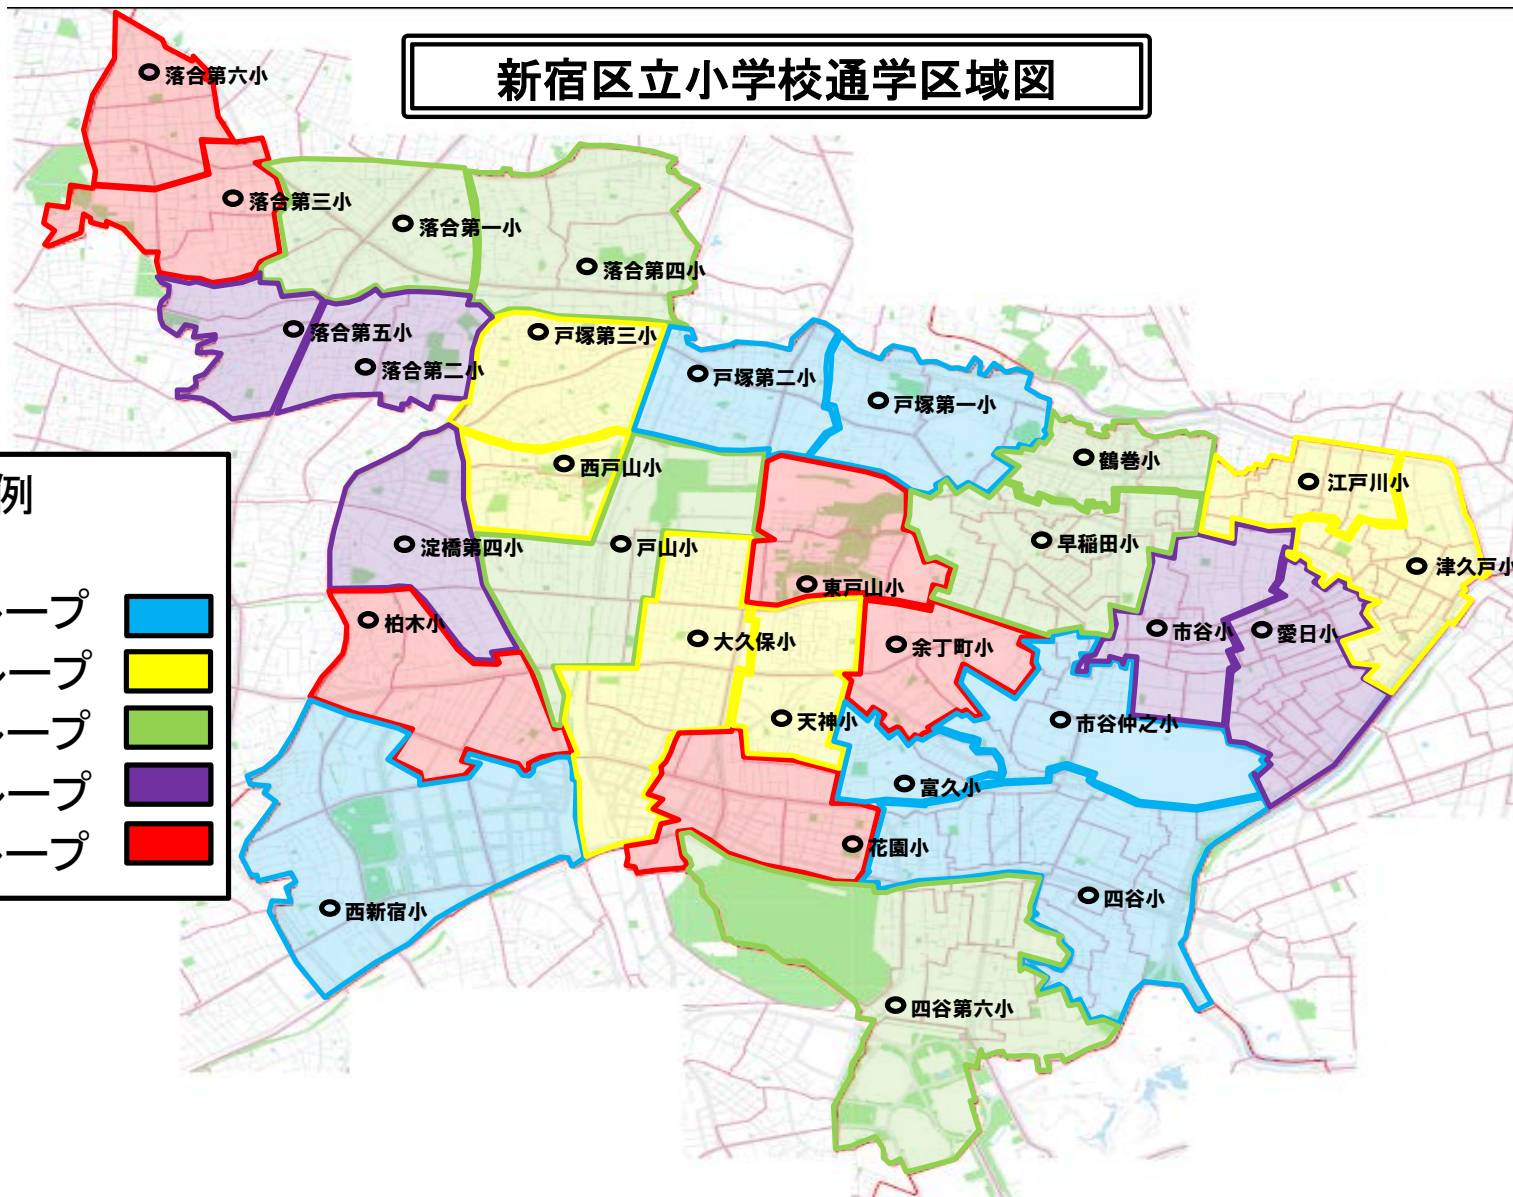 新宿区立小学校通学区域図
落合第六小
落合第三小
落合第一小
落合第四小
落合第五小
落合第二小
戸塚第三小
戸塚第二小
戸塚第一小
鶴巻小
江戸川小
西戸山小
淀橋第四小
戸山小
早稲田小
津久戸小
東戸山小
柏木小
大久保小
余丁町小
市谷小
愛日小
天神小
市谷仲之小
富久小
花園小
四谷小
西新宿小
四谷第六小
例
ループ
ループ
ループ
ループ
ループ